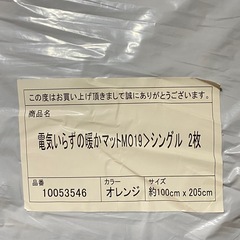 この度はお買い上げ頂きまして誠にありがとうございます。
商品名
電気いらずの暖かマットMO19＞シングル 2枚
品番
10053546
カラー
オレンジ
サイズ
約100cm x 205cm